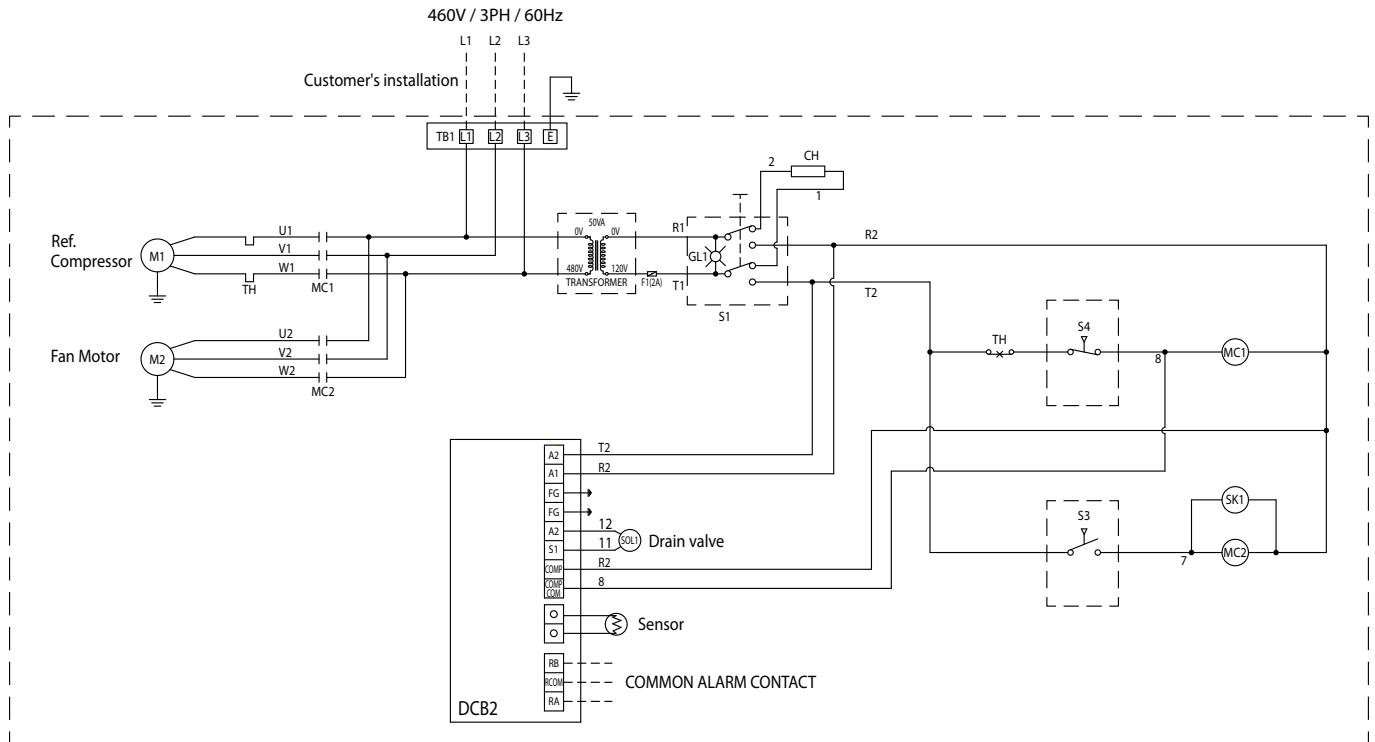 460V / 3PH / 60Hz
L1 L2 L3
Customer's installation
TB1 L1 L2 L3 E
CH
2
1
50VA
0V 0V
480V 120V
TRANSFORMER
F1(2A)
R1
GL1
T1
S1
R2
T2
Ref.
Compressor
M1
U1
V1
W1
TH
MC1
Fan Motor
M2
U2
V2
W2
MC2
TH
S4
8
MC1
S3
7
SK1
MC2
A2 T2
A1 R2
FG
FG
A2 12
S1 11
SOL1 Drain valve
COMP R2
COMP
COM 8
Sensor
RB
RCOM COMMON ALARM CONTACT
RA
DCB2